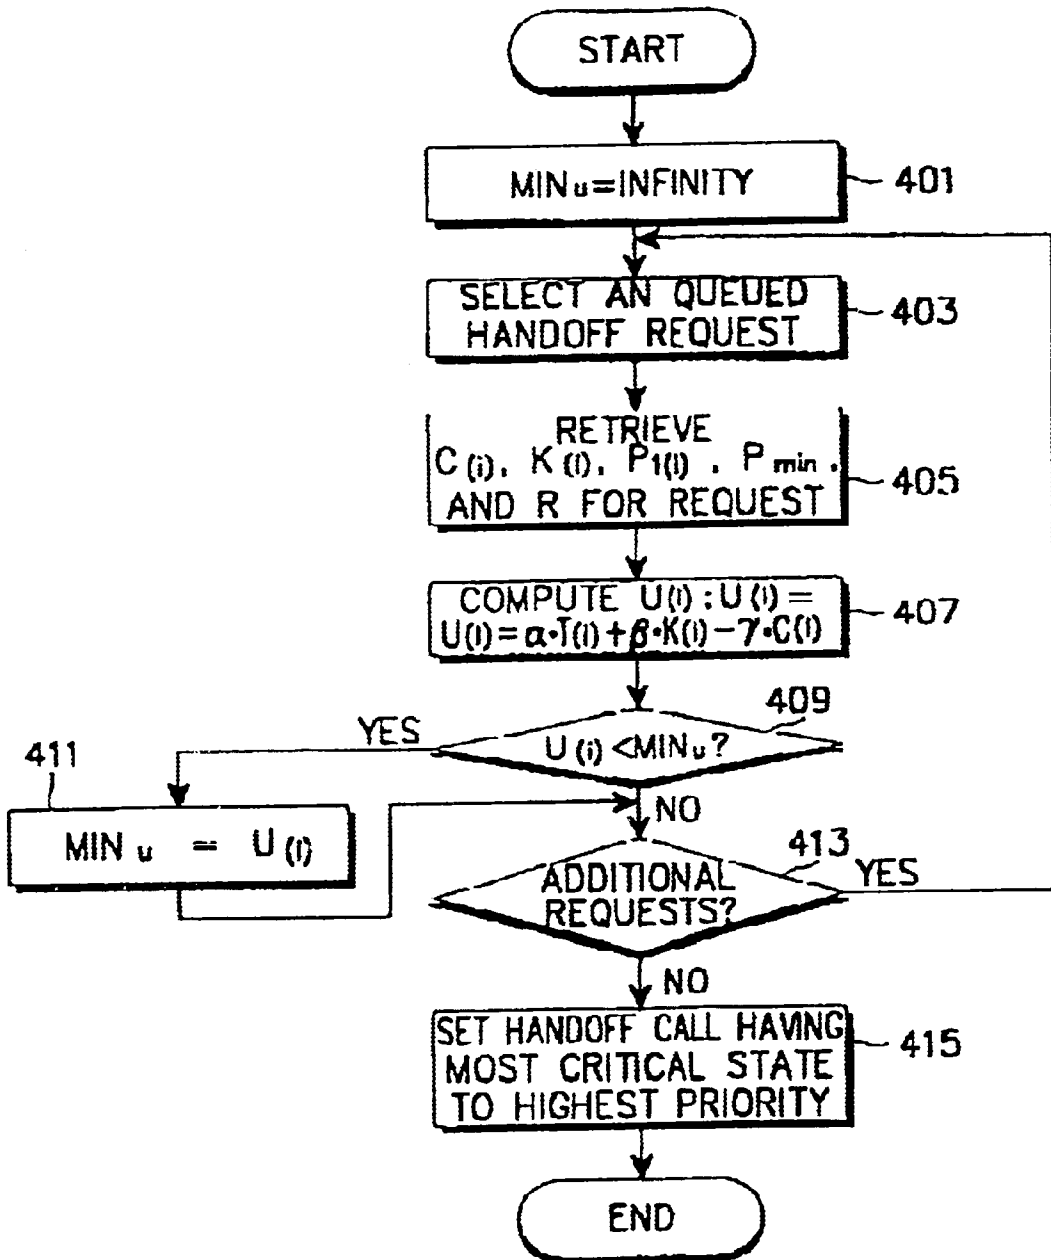 START
MINu=INFINITY
401
SELECT AN QUEUED
HANDOFF REQUEST
403
RETRIEVE
C(i), K(i), P1(i), Pmin,
AND R FOR REQUEST
405
COMPUTE U(i):U(i)=
U(i)=α·T(i)+β·K(i)-γ·C(i)
407
409
YES
U(i)<MINu?
411
NO
MINu = U(i)
413
YES
ADDITIONAL
REQUESTS?
NO
SET HANDOFF CALL HAVING
MOST CRITICAL STATE
TO HIGHEST PRIORITY
415
END